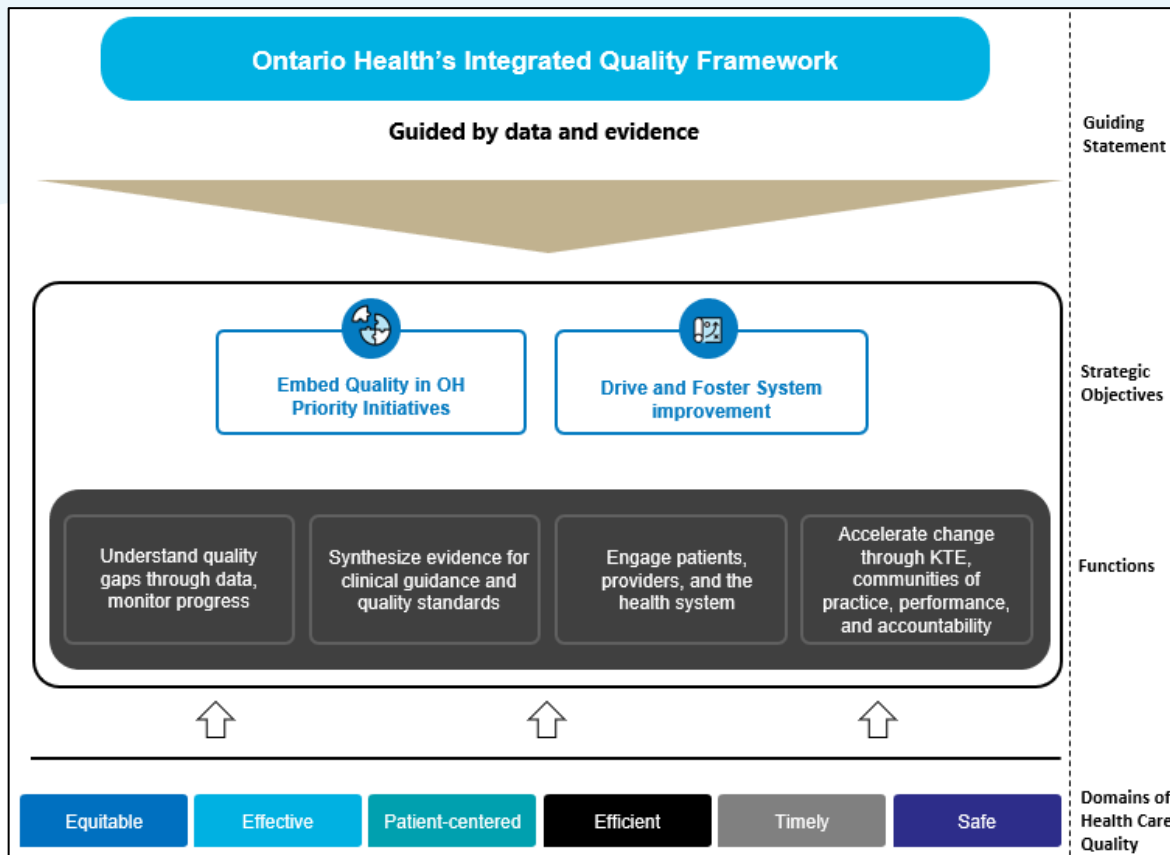 Ontario Health's Integrated Quality Framework
Guided by data and evidence
Guiding
Statement
Embed Quality in OH
Priority Initiatives
Drive and Foster System
improvement
Strategic
Objectives
Understand quality
gaps through data,
monitor progress
Synthesize evidence for
clinical guidance and
quality standards
Engage patients,
providers, and the
health system
Accelerate change
through KTE,
communities of
practice, performance,
and accountability
Functions
Equitable
Effective
Patient-centered
Efficient
Timely
Safe
Domains of
Health Care
Quality